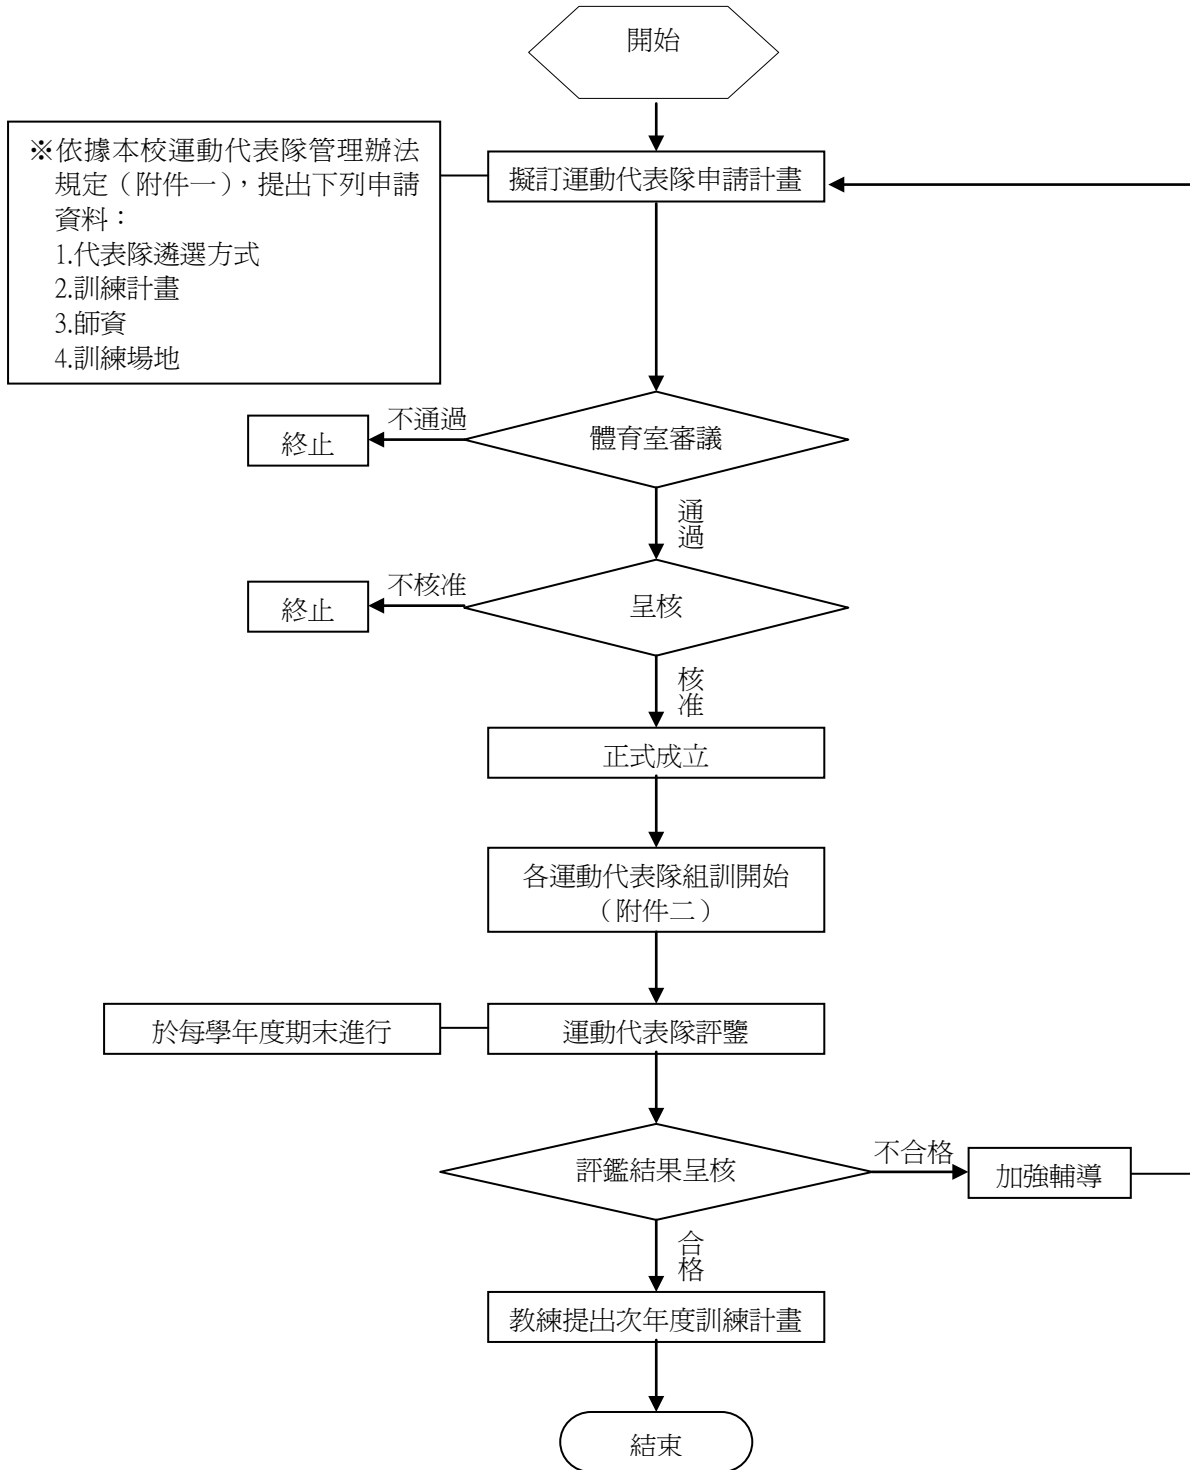 開始
※依據本校運動代表隊管理辦法
規定（附件一），提出下列申請
資料：
1.代表隊遴選方式
2.訓練計畫
3.師資
4.訓練場地
擬訂運動代表隊申請計畫
體育室審議
不通過
終止
通過
呈核
不核准
終止
核准
正式成立
各運動代表隊組訓開始
（附件二）
於每學年度期末進行
運動代表隊評鑒
評鑑結果呈核
不合格
加強輔導
合格
教練提出次年度訓練計畫
結束